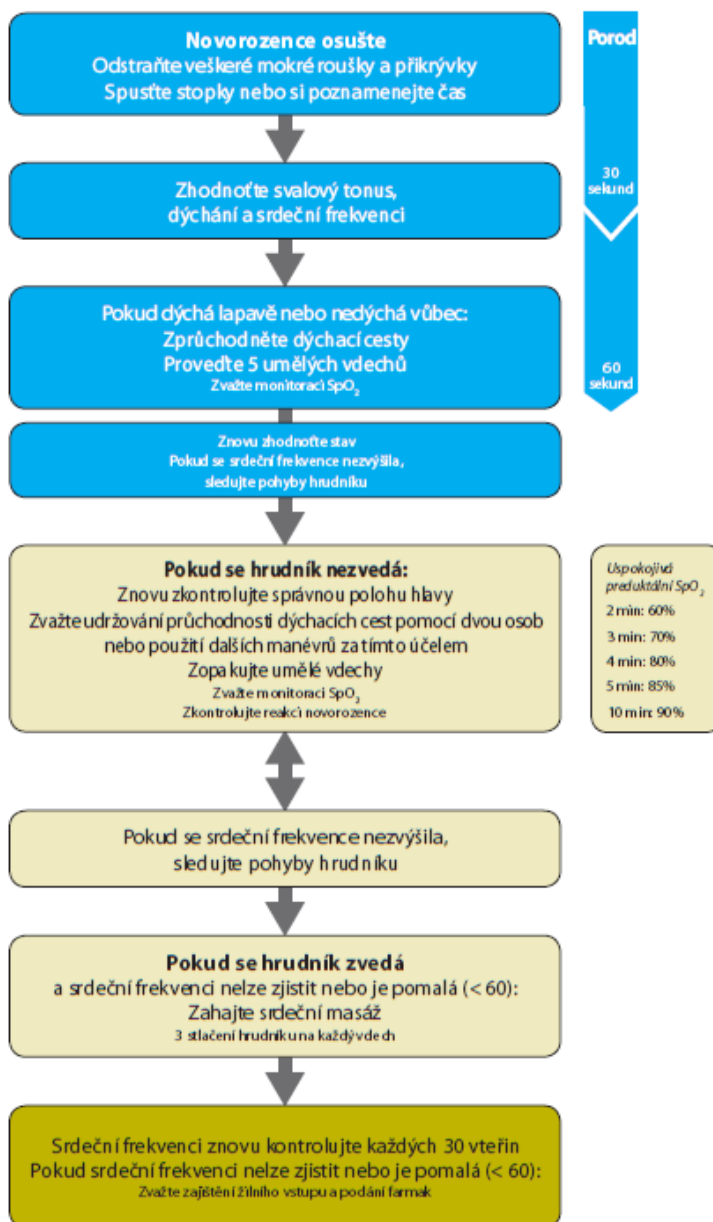 Novorozence osušte
Odstraňte veškeré mokré roušky a přikrývky
Spusťte stopky nebo si poznamenejte čas
Porod
30
sekund
Zhodnoťte svalový tonus,
dýchání a srdeční frekvenci
Pokud dýchá lapavě nebo nedýchá vůbec:
Zprůchodněte dýchací cesty
Proveďte 5 umělých vdechů
Zvažte monitoraci SpO₂
60
sekund
Znovu zhodnoťte stav
Pokud se srdeční frekvence nezvýšila,
sledujte pohyby hrudníku
Pokud se hrudník nezvedá:
Znovu zkontrolujte správnou polohu hlavy
Zvažte udržování průchodnosti dýchacích cest pomocí dvou osob
nebo použití dalších manévrů za tímto účelem
Zopakujte umělé vdechy
Zvažte monitoraci SpO₂
Zkontrolujte reakci novorozence
Uspokojivá
preduktální SpO₂
2 min: 60%
3 min: 70%
4 min: 80%
5 min: 85%
10 min: 90%
Pokud se srdeční frekvence nezvýšila,
sledujte pohyby hrudníku
Pokud se hrudník zvedá
a srdeční frekvenci nelze zjistit nebo je pomalá (< 60):
Zahajte srdeční masáž
3 stlačení hrudníku na každý vdech
Srdeční frekvenci znovu kontrolujte každých 30 vteřin
Pokud srdeční frekvenci nelze zjistit nebo je pomalá (< 60):
Zvažte zajištění žilního vstupu a podání farmak